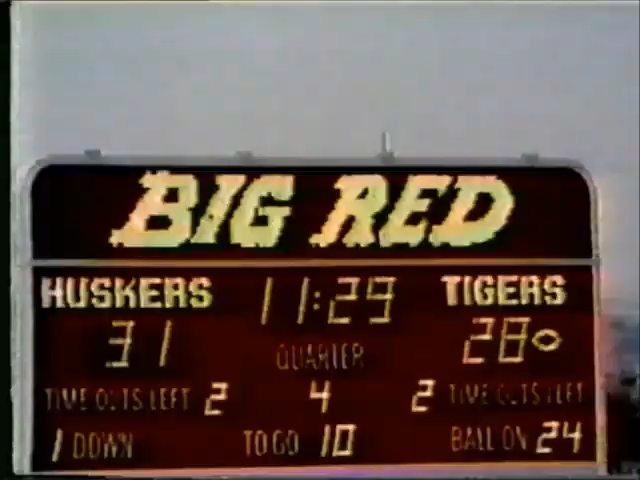 BIG RED
HUSKERS 11:29 TIGERS
31 QUARTER 28
TIME OUTS LEFT 2 4 2 TIME OUTS LEFT
1 DOWN TO GO 10 BALL ON 24